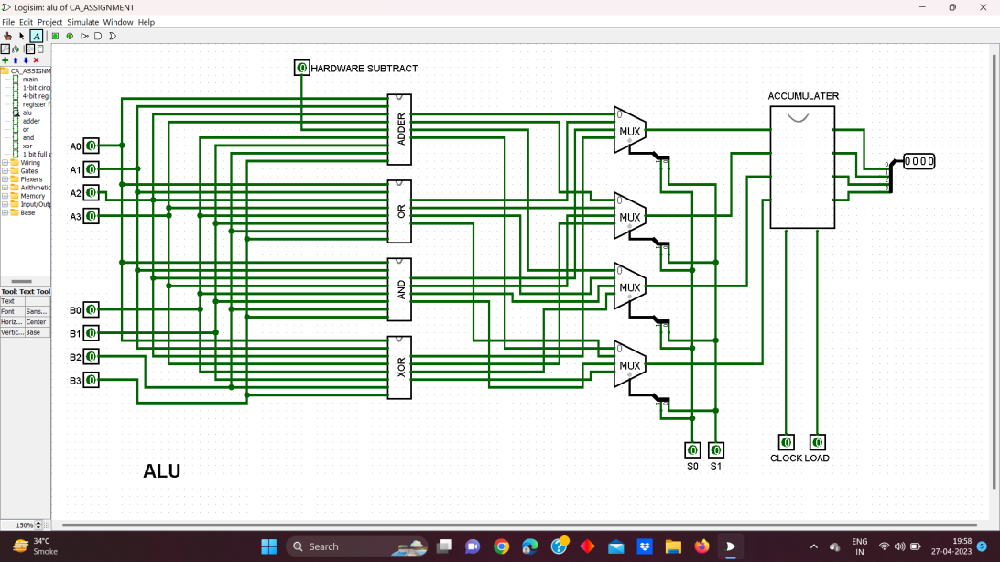 Logisim: alu of CA_ASSIGNMENT
File Edit Project Simulate Window Help
A
CA_ASSIGNM
main
1-bit circ
4-bit regi
register f
alu
adder
or
and
xor
1 bit full a
Wiring
Gates
Plexers
Arithmetic
Memory
Input/Outp
Base
Tool: Text Tool
Text
Font Sans...
Horiz... Center
Vertic... Base
150%
0 HARDWARE SUBTRACT
A0 0
A1 0
A2 0
A3 0
B0 0
B1 0
B2 0
B3 0
ADDER
OR
AND
XOR
0
MUX
0
MUX
0
MUX
0
MUX
ACCUMULATER
0000
0 0
S0 S1
0 0
CLOCK LOAD
ALU
34°C
Smoke
Search
ENG
IN
19:58
27-04-2023